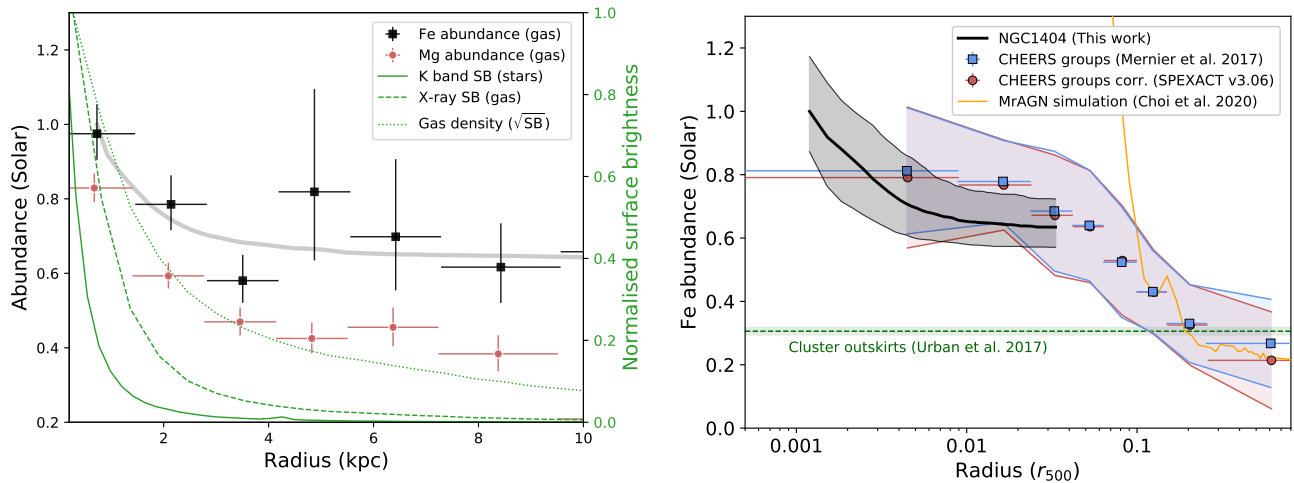 1.2
1.0
0.8
0.6
0.4
0.2
Abundance (Solar)
2
4
6
8
10
Radius (kpc)
1.0
0.8
0.6
0.4
0.2
0.0
Normalised surface brightness
Fe abundance (gas)
Mg abundance (gas)
K band SB (stars)
X-ray SB (gas)
Gas density (√SB)
1.2
1.0
0.8
0.6
0.4
0.2
0.0
Fe abundance (Solar)
0.001
0.01
0.1
Radius (r500)
NGC1404 (This work)
CHEERS groups (Mernier et al. 2017)
CHEERS groups corr. (SPEXACT v3.06)
MrAGN simulation (Choi et al. 2020)
Cluster outskirts (Urban et al. 2017)